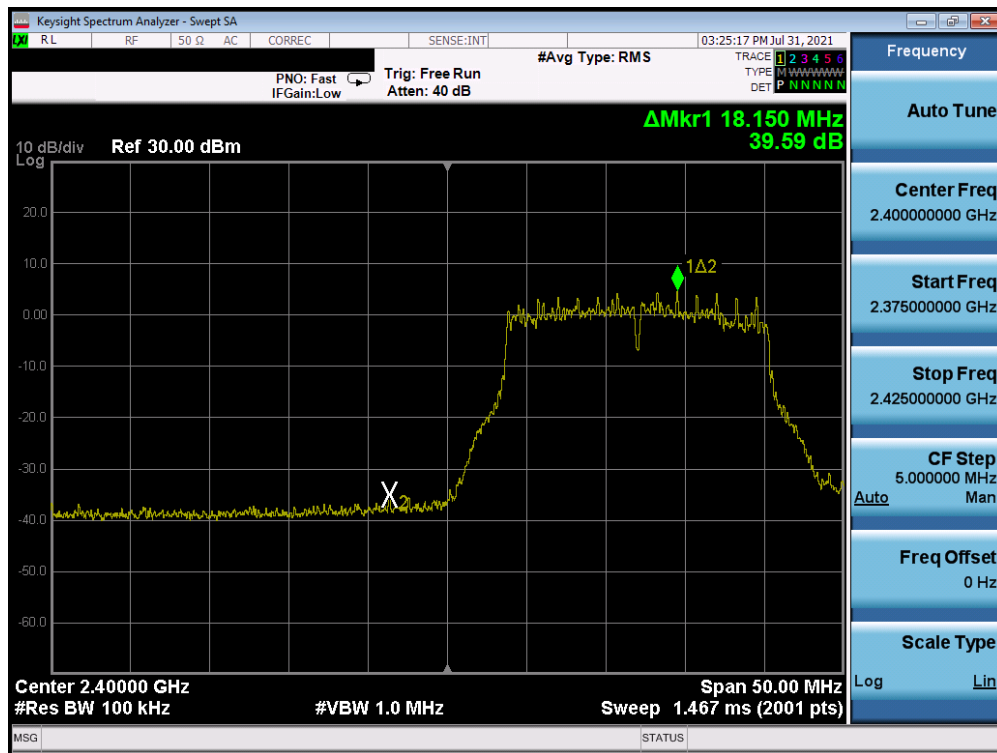 Keysight Spectrum Analyzer - Swept SA
LXI RL RF 50 Ω AC CORREC SENSE:INT 03:25:17 PM Jul 31, 2021
#Avg Type: RMS TRACE 1 2 3 4 5 6
PNO: Fast Trig: Free Run TYPE M WWWWW
IFGain:Low Atten: 40 dB DET P N N N N N
ΔMkr1 18.150 MHz
39.59 dB
10 dB/div Ref 30.00 dBm
Log
20.0
10.0
0.00
-10.0
-20.0
-30.0
-40.0
-50.0
-60.0
1Δ2
X2
Center 2.40000 GHz Span 50.00 MHz
#Res BW 100 kHz #VBW 1.0 MHz Sweep 1.467 ms (2001 pts)
MSG STATUS
Frequency
Auto Tune
Center Freq
2.400000000 GHz
Start Freq
2.375000000 GHz
Stop Freq
2.425000000 GHz
CF Step
5.000000 MHz
Auto Man
Freq Offset
0 Hz
Scale Type
Log Lin